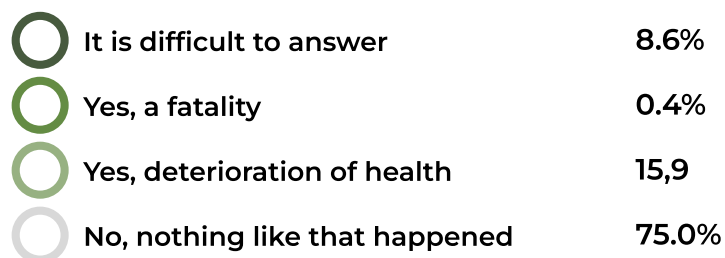 It is difficult to answer 8.6%
Yes, a fatality 0.4%
Yes, deterioration of health 15,9
No, nothing like that happened 75.0%